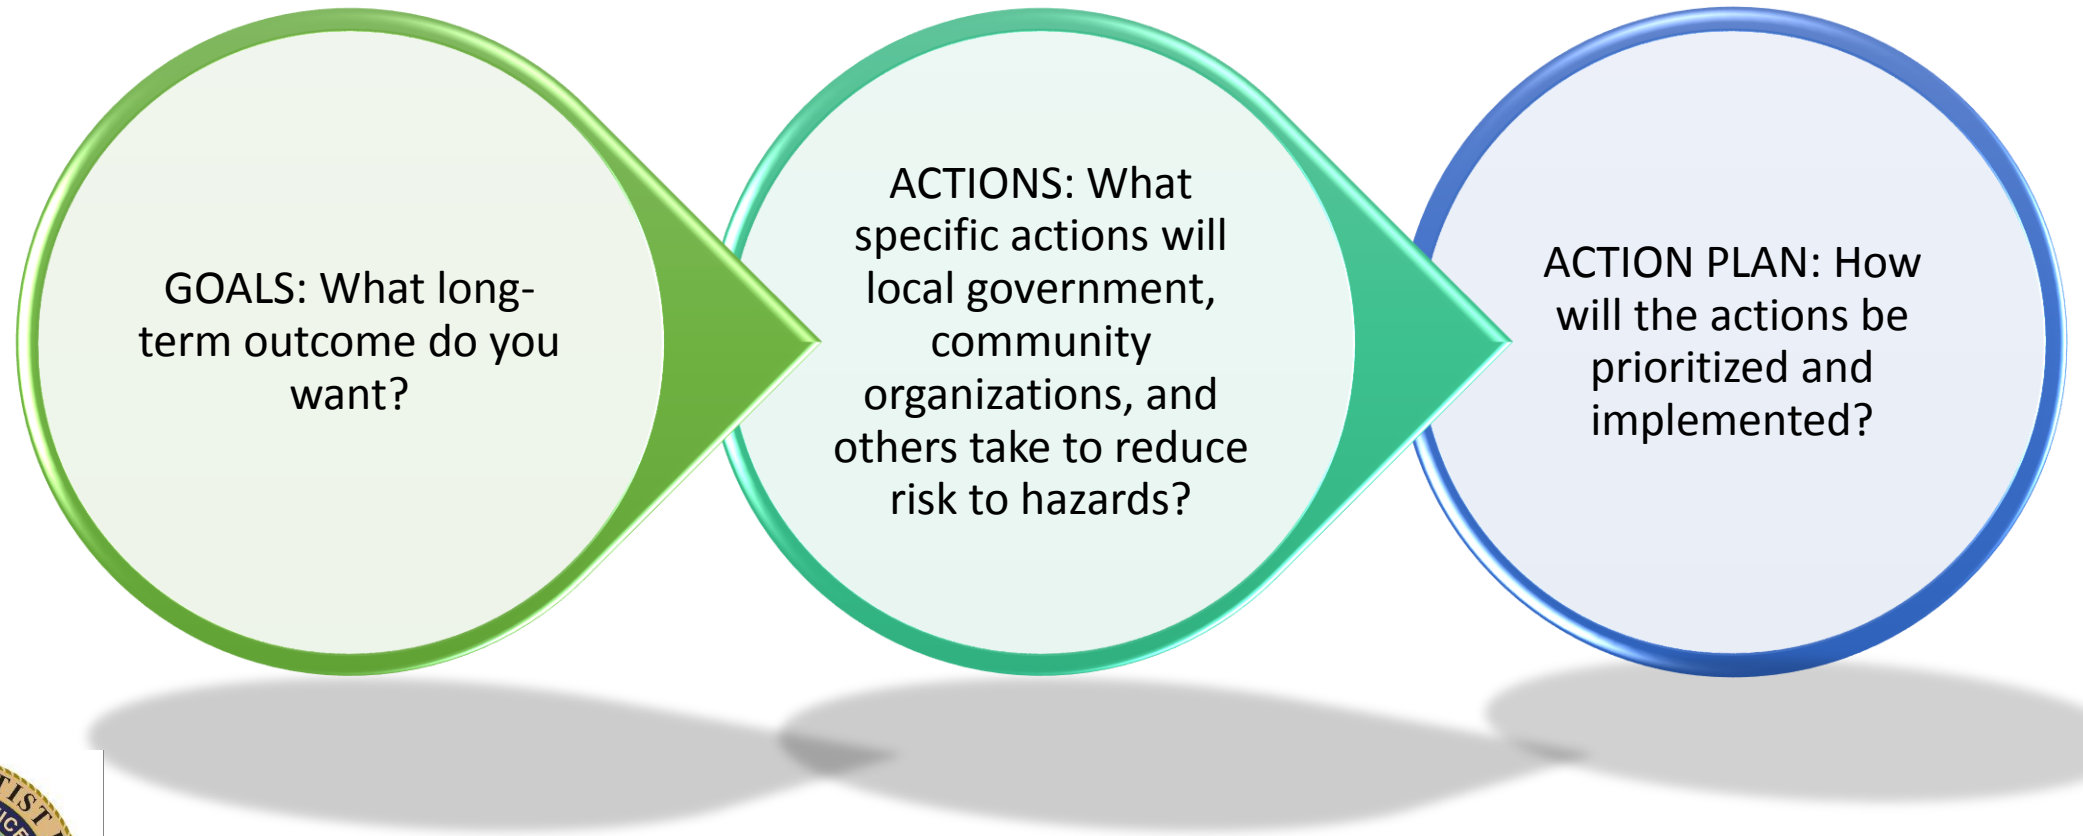 GOALS: What long-
term outcome do you
want?
ACTIONS: What
specific actions will
local government,
community
organizations, and
others take to reduce
risk to hazards?
ACTION PLAN: How
will the actions be
prioritized and
implemented?